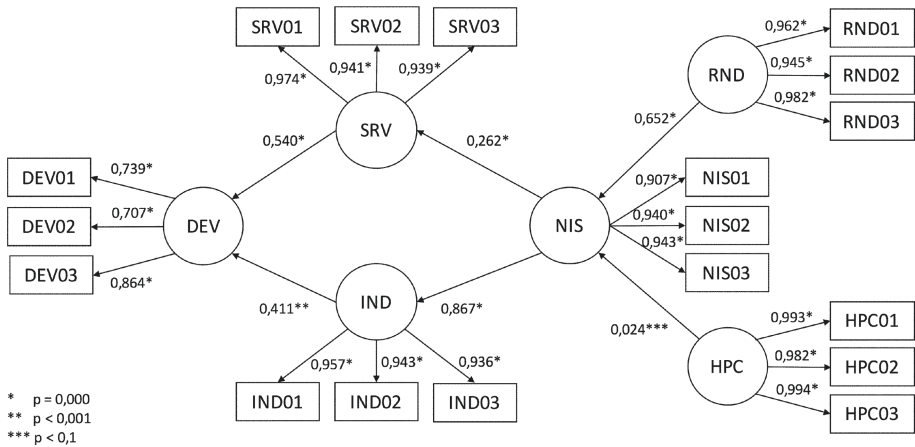 SRV01
SRV02
SRV03
0,974*
0,941*
0,939*
SRV
RND
0,962*
0,945*
0,982*
RND01
RND02
RND03
0,540*
0,262*
0,652*
DEV01
DEV02
DEV03
0,739*
0,707*
0,864*
DEV
NIS
0,907*
0,940*
0,943*
NIS01
NIS02
NIS03
IND
0,411**
0,867*
0,024***
0,957*
0,943*
0,936*
IND01
IND02
IND03
HPC
0,993*
0,982*
0,994*
HPC01
HPC02
HPC03
* p = 0,000
** p < 0,001
*** p < 0,1